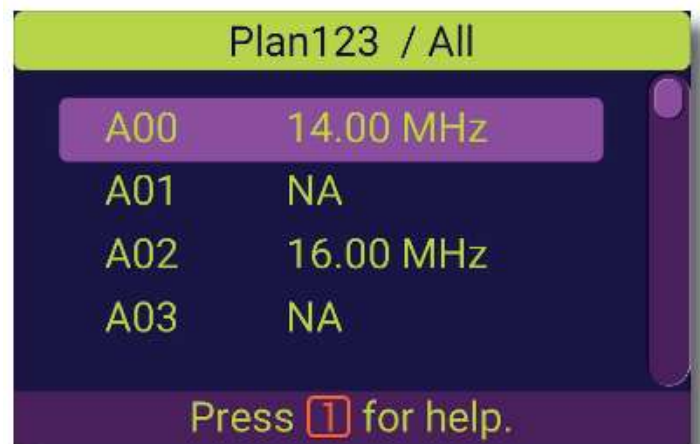 Plan123 / All
A00 14.00 MHz
A01 NA
A02 16.00 MHz
A03 NA
Press 1 for help.